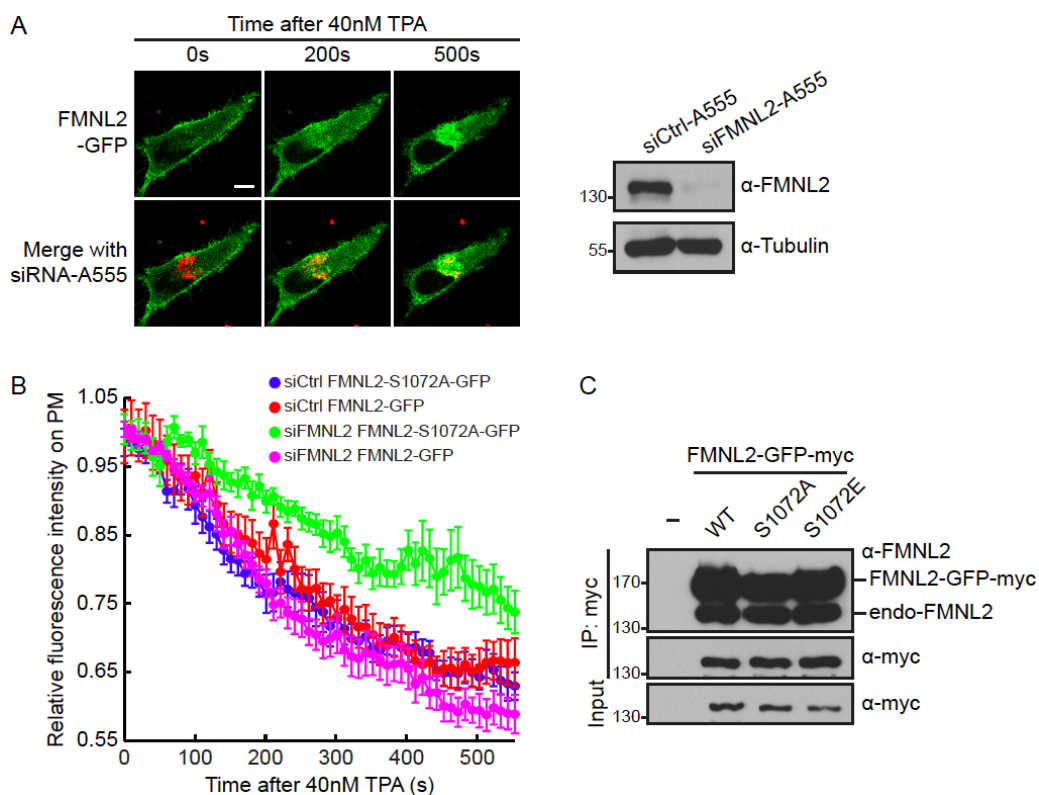 A
Time after 40nM TPA
0s 200s 500s
FMNL2
-GFP
Merge with
siRNA-A555
siCtrl-A555
siFMNL2-A555
130
α-FMNL2
55
α-Tubulin
B
siCtrl FMNL2-S1072A-GFP
siCtrl FMNL2-GFP
siFMNL2 FMNL2-S1072A-GFP
siFMNL2 FMNL2-GFP
Relative fluorescence intensity on PM
1.05
0.95
0.85
0.75
0.65
0.55
0 100 200 300 400 500
Time after 40nM TPA (s)
C
FMNL2-GFP-myc
– WT S1072A S1072E
IP: myc
α-FMNL2
170
FMNL2-GFP-myc
endo-FMNL2
130
α-myc
130
Input
α-myc
130